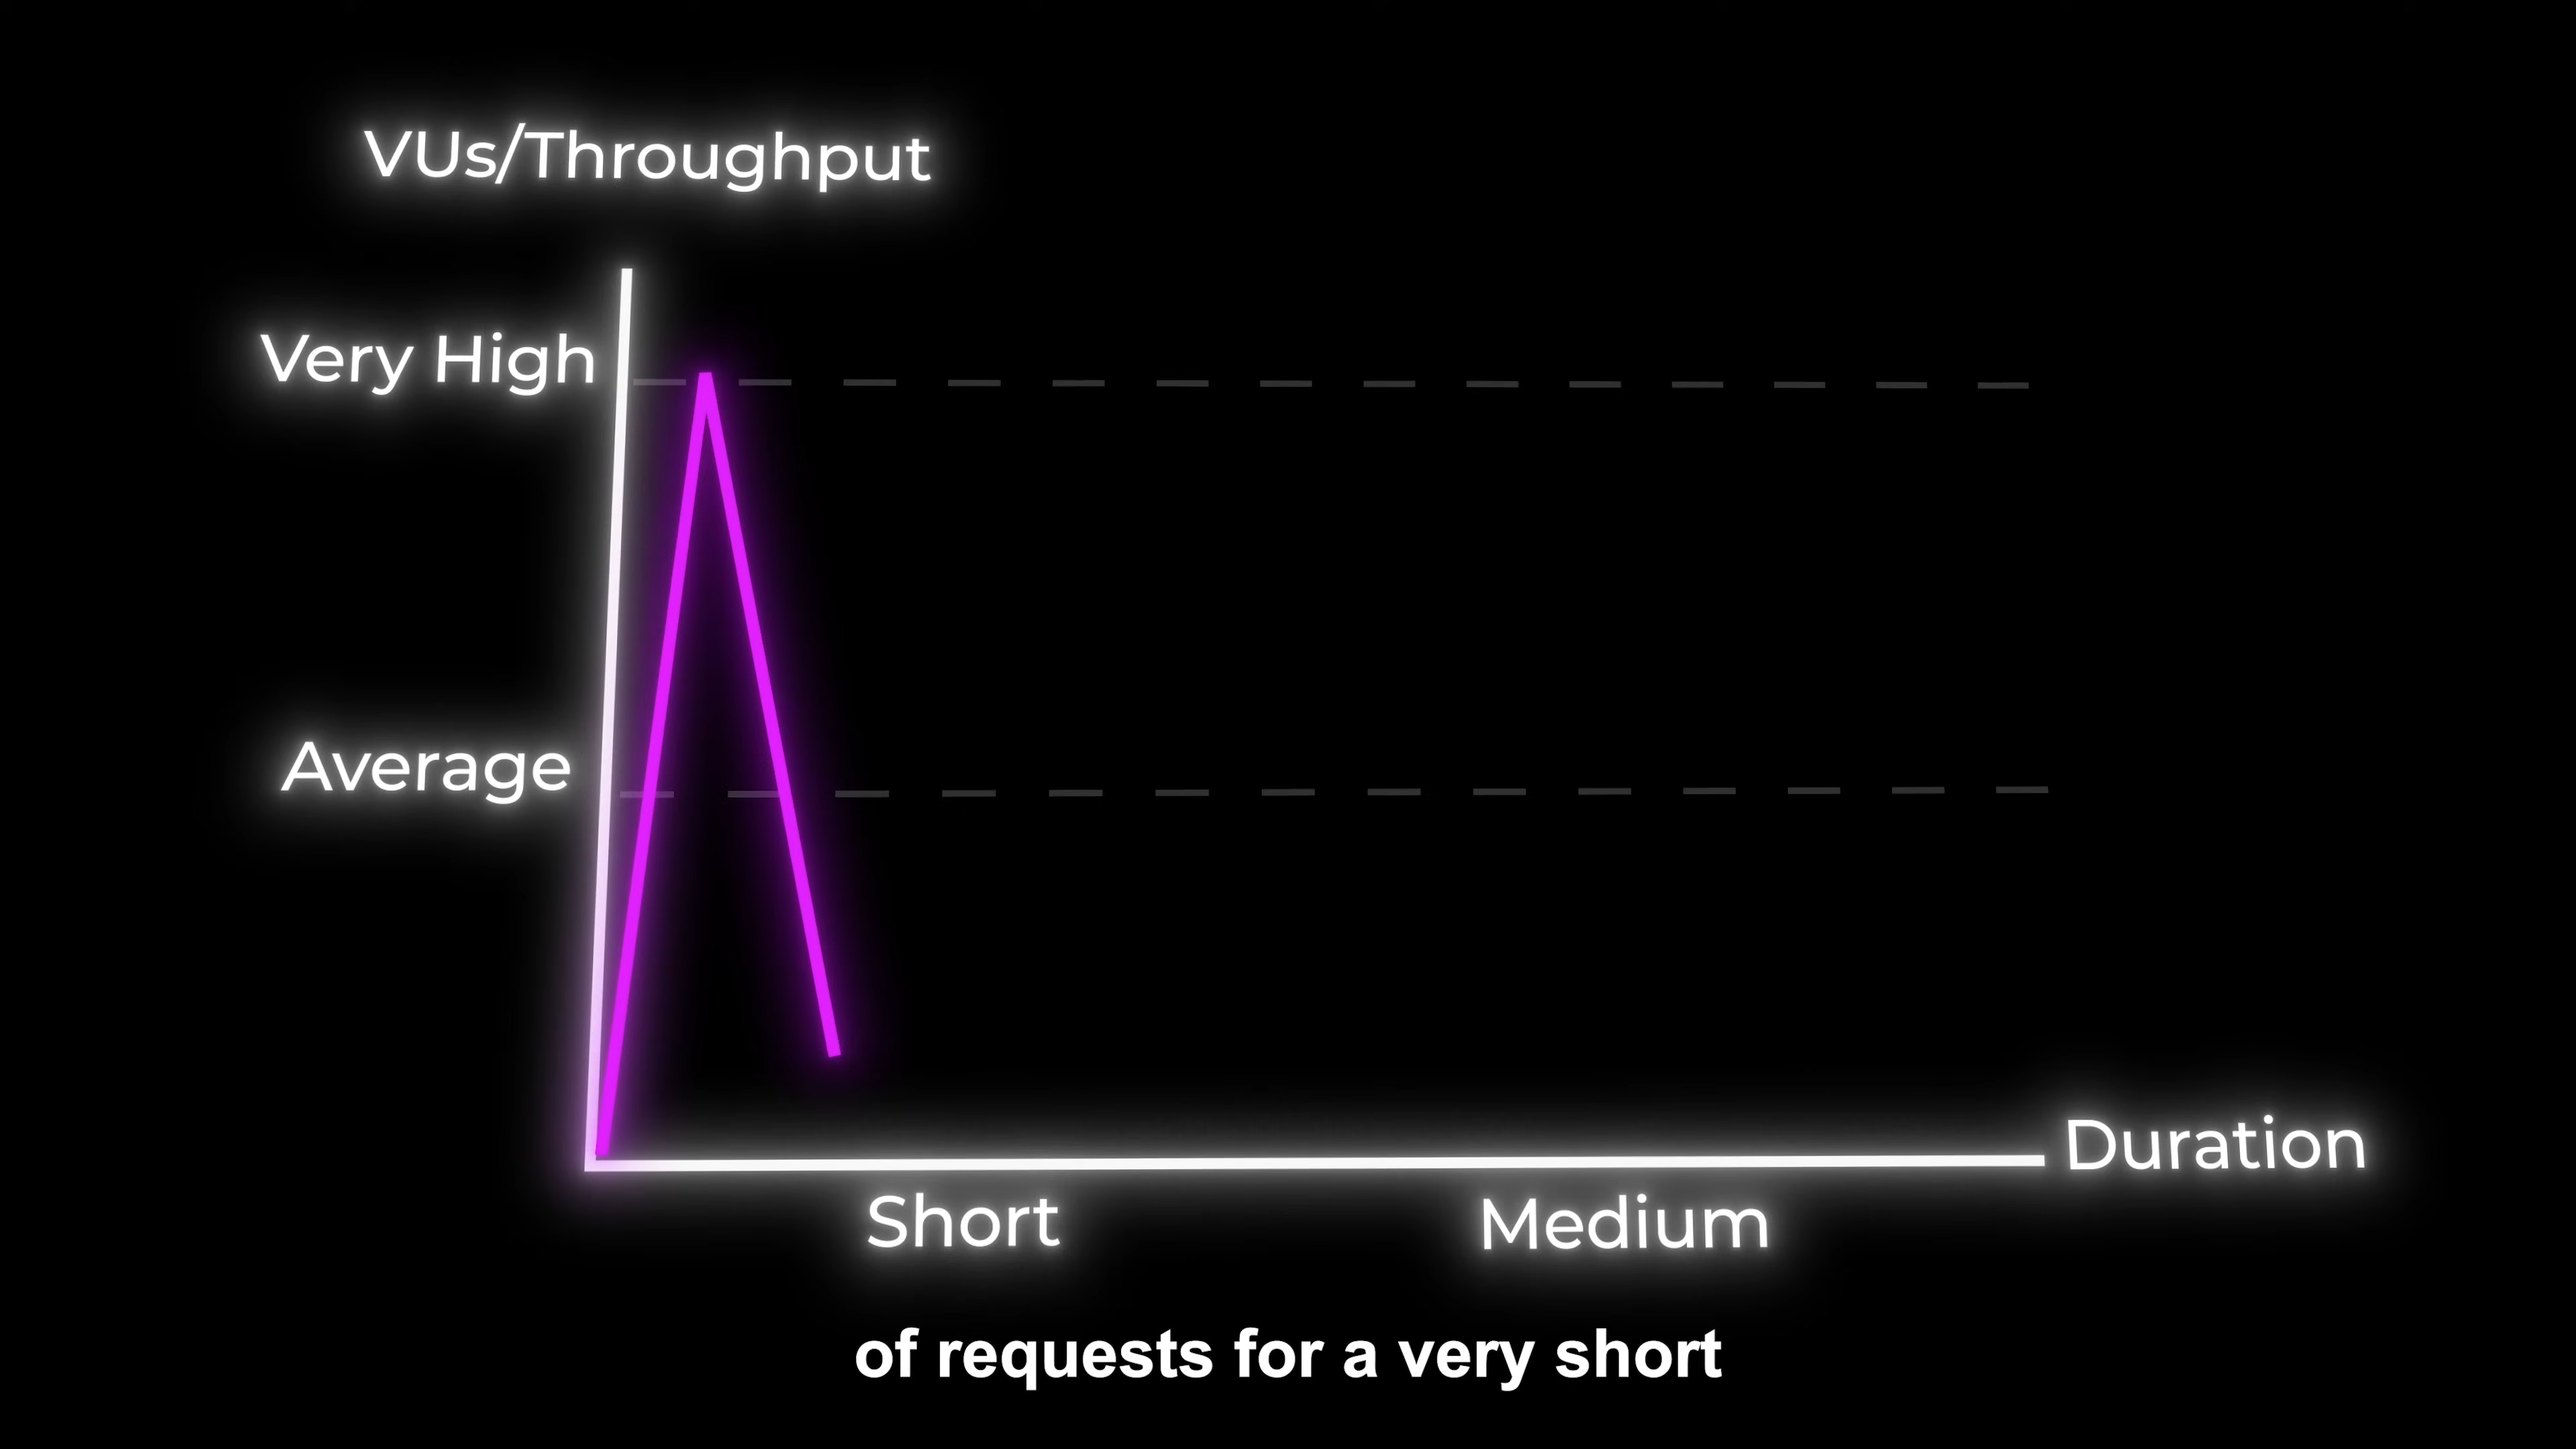 VUs/Throughput
Very High
Average
Duration
Short
Medium
of requests for a very short